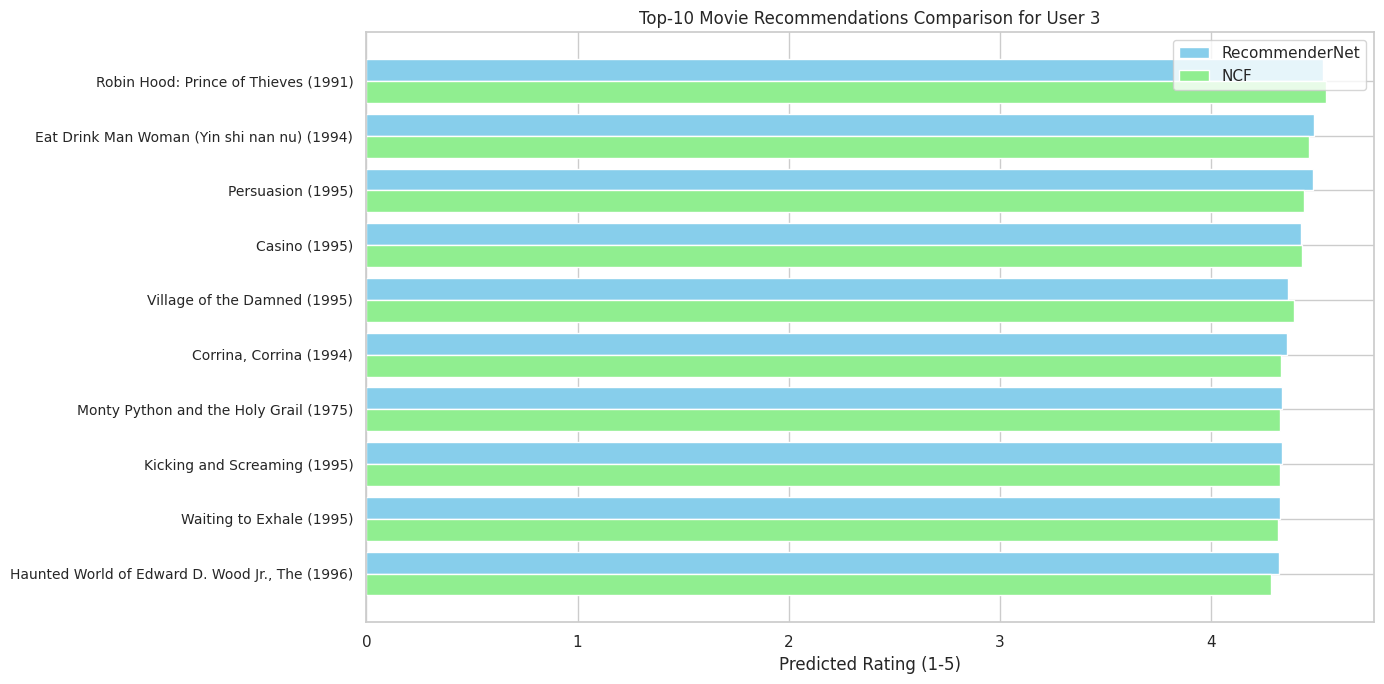 Top-10 Movie Recommendations Comparison for User 3
RecommenderNet
NCF
Robin Hood: Prince of Thieves (1991)
Eat Drink Man Woman (Yin shi nan nu) (1994)
Persuasion (1995)
Casino (1995)
Village of the Damned (1995)
Corrina, Corrina (1994)
Monty Python and the Holy Grail (1975)
Kicking and Screaming (1995)
Waiting to Exhale (1995)
Haunted World of Edward D. Wood Jr., The (1996)
0 1 2 3 4
Predicted Rating (1-5)